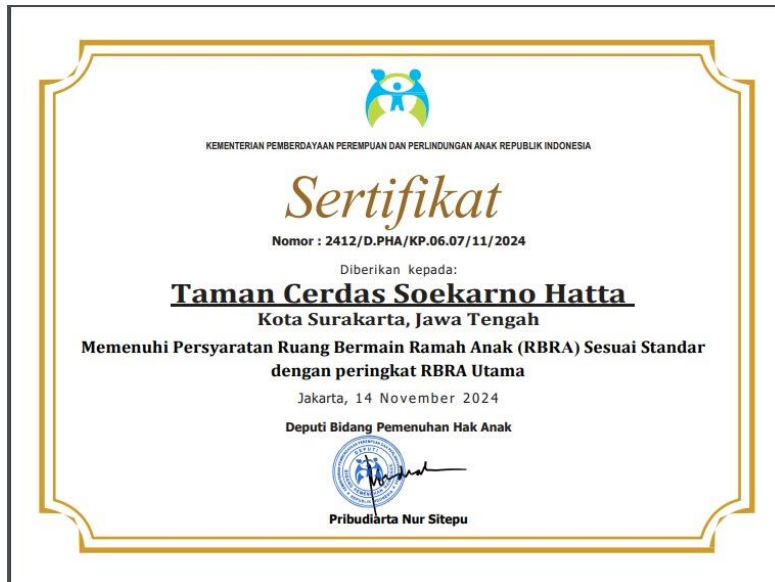 KEMENTERIAN PEMBERDAYAAN PEREMPUAN DAN PERLINDUNGAN ANAK REPUBLIK INDONESIA
Sertifikat
Nomor : 2412/D.PHA/KP.06.07/11/2024
Diberikan kepada:
Taman Cerdas Soekarno Hatta
Kota Surakarta, Jawa Tengah
Memenuhi Persyaratan Ruang Bermain Ramah Anak (RBRA) Sesuai Standar
dengan peringkat RBRA Utama
Jakarta, 14 November 2024
Deputi Bidang Pemenuhan Hak Anak
DEPUTI
Pribudiarta Nur Sitepu